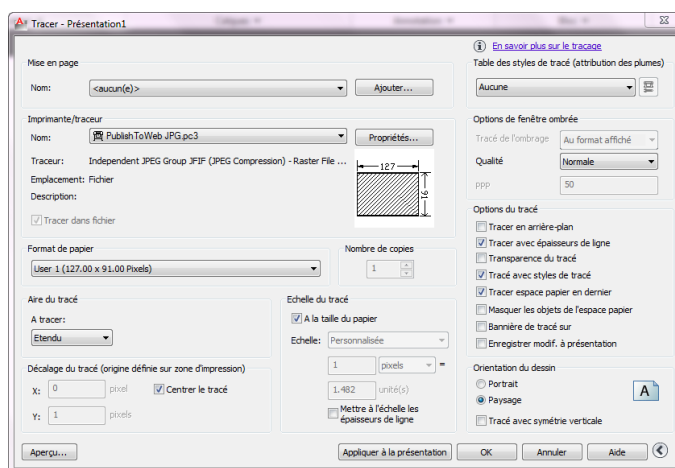 Tracer - Présentation1
En savoir plus sur le traçage
Mise en page
Nom: <aucun(e)> Ajouter...
Table des styles de tracé (attribution des plumes)
Aucune
Imprimante/traceur
Nom: PublishToWeb JPG.pc3 Propriétés...
Traceur: Independent JPEG Group JFIF (JPEG Compression) - Raster File ...
Emplacement: Fichier
Description:
Tracer dans fichier
127
91
Options de fenêtre ombrée
Tracé de l'ombrage Au format affiché
Qualité Normale
ppp 50
Format de papier
User 1 (127.00 x 91.00 Pixels)
Nombre de copies
1
Options du tracé
Tracer en arrière-plan
Tracer avec épaisseurs de ligne
Transparence du tracé
Tracé avec styles de tracé
Tracer espace papier en dernier
Masquer les objets de l'espace papier
Bannière de tracé sur
Enregistrer modif. à présentation
Aire du tracé
A tracer:
Etendu
Echelle du tracé
A la taille du papier
Echelle: Personnalisée
1 pixels =
1.482 unité(s)
Mettre à l'échelle les
épaisseurs de ligne
Décalage du tracé (origine définie sur zone d'impression)
X: 0 pixel Centrer le tracé
Y: 1 pixels
Orientation du dessin
Portrait
Paysage
A
Tracé avec symétrie verticale
Aperçu... Appliquer à la présentation OK Annuler Aide